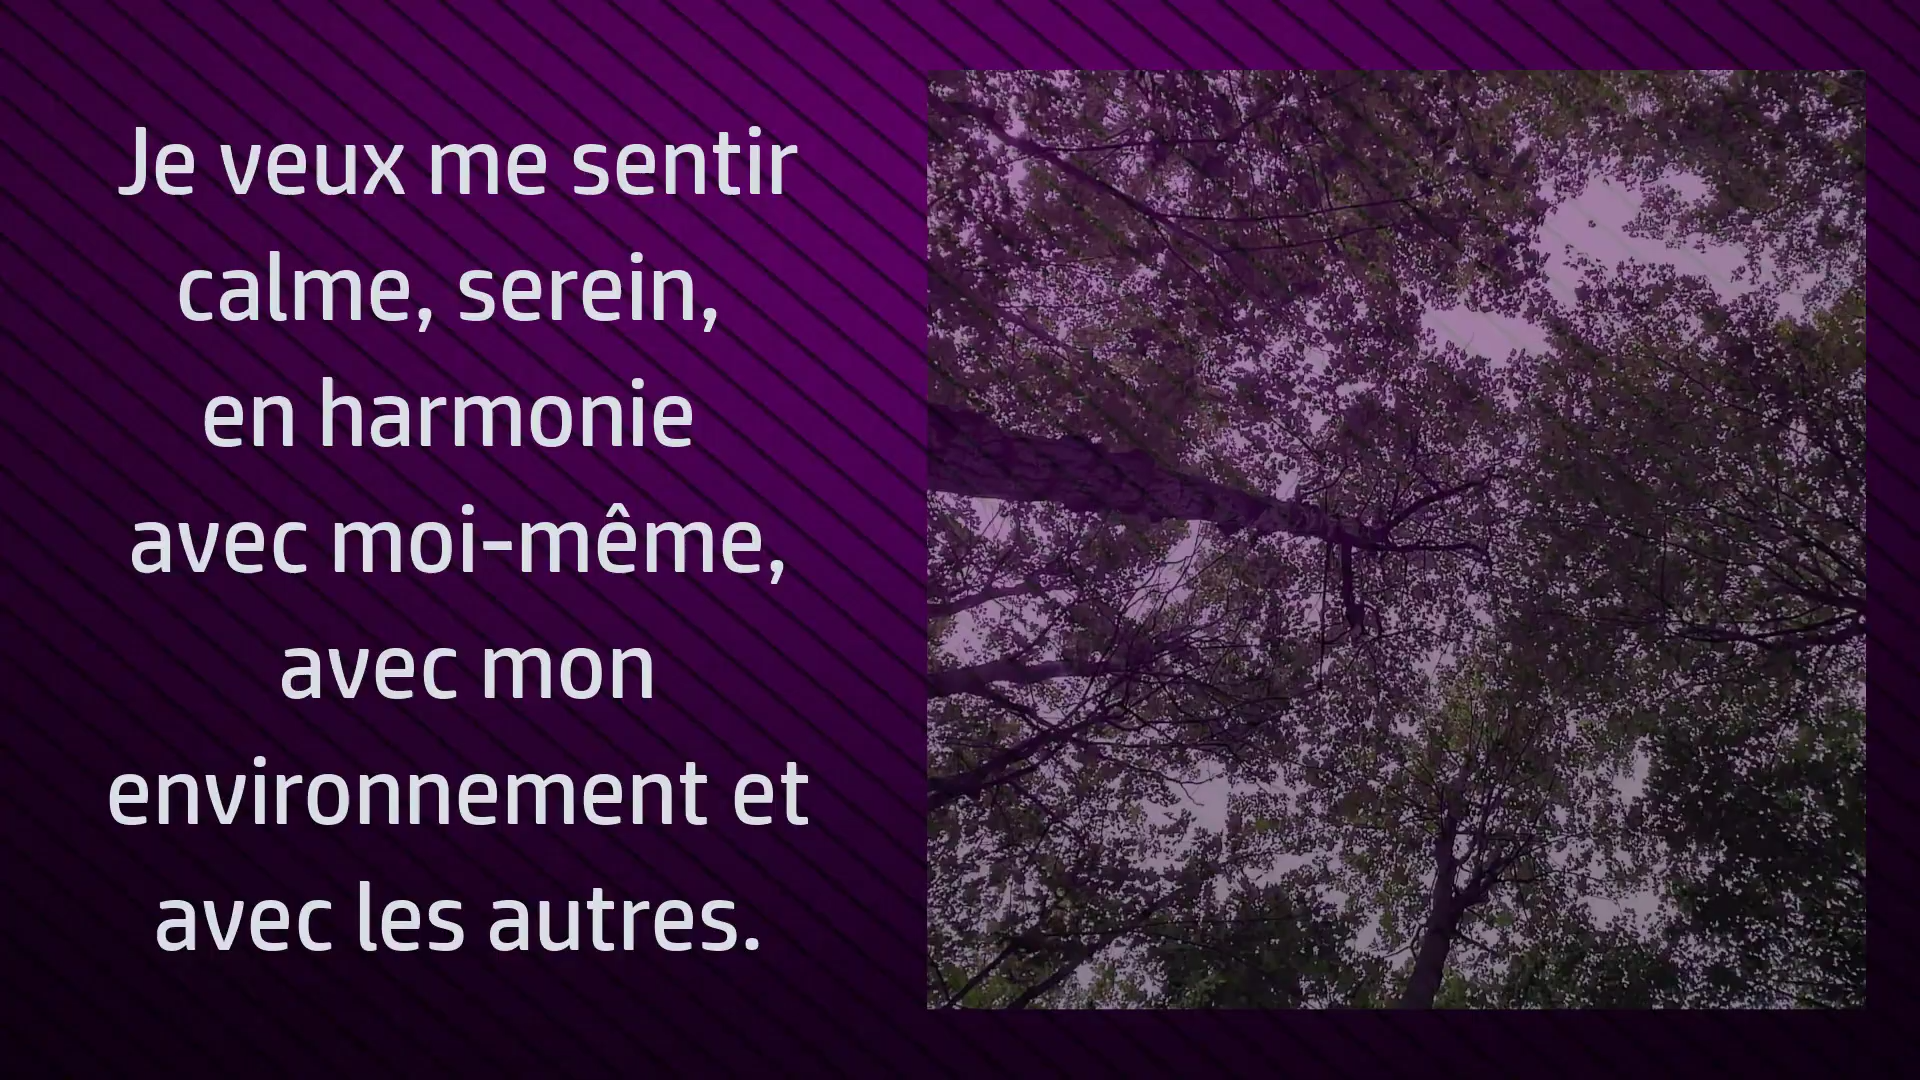 Je veux me sentir
calme, serein,
en harmonie
avec moi-même,
avec mon
environnement et
avec les autres.